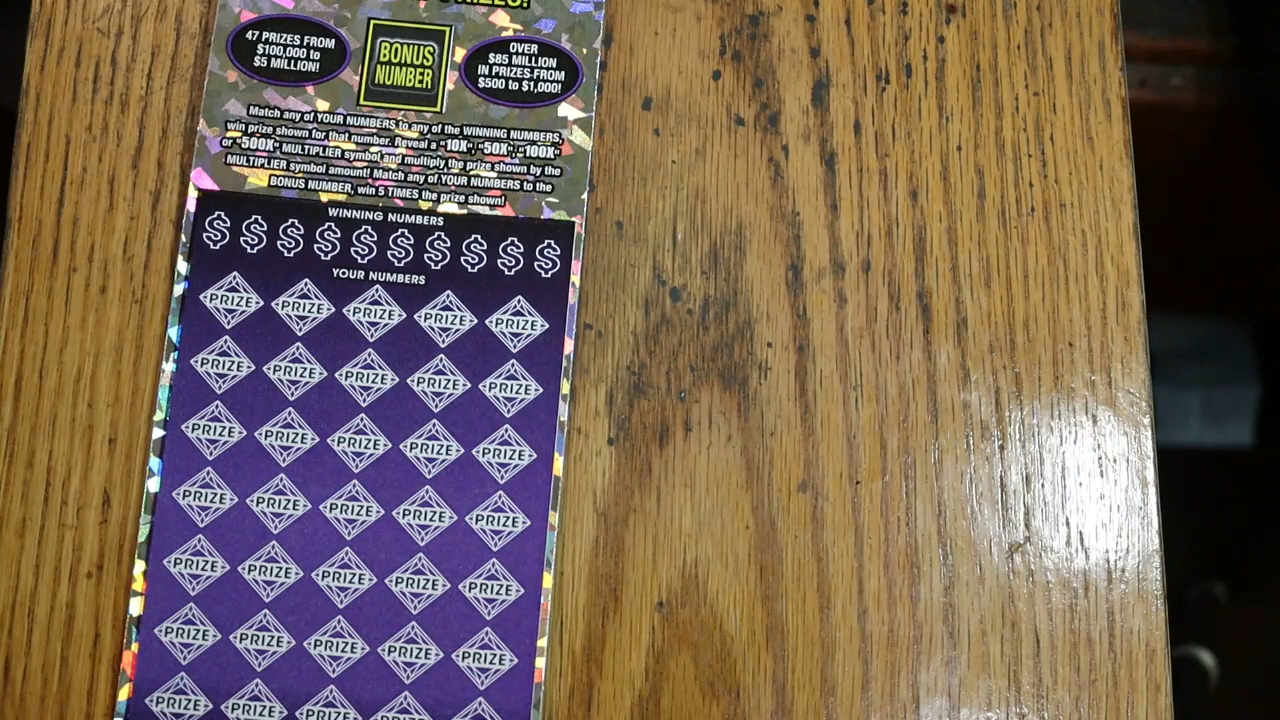 PRIZES!
47 PRIZES FROM
$100,000 to
$5 MILLION!
BONUS
NUMBER
OVER
$85 MILLION
IN PRIZES FROM
$500 to $1,000!
Match any of YOUR NUMBERS to any of the WINNING NUMBERS,
win prize shown for that number. Reveal a "10X", "50X", "100X"
or "500X" MULTIPLIER symbol and multiply the prize shown by the
MULTIPLIER symbol amount! Match any of YOUR NUMBERS to the
BONUS NUMBER, win 5 TIMES the prize shown!
WINNING NUMBERS
$ $ $ $ $ $ $ $ $ $
YOUR NUMBERS
PRIZE PRIZE PRIZE PRIZE PRIZE
PRIZE PRIZE PRIZE PRIZE PRIZE
PRIZE PRIZE PRIZE PRIZE PRIZE
PRIZE PRIZE PRIZE PRIZE PRIZE
PRIZE PRIZE PRIZE PRIZE PRIZE
PRIZE PRIZE PRIZE PRIZE PRIZE
PRIZE PRIZE PRIZE PRIZE